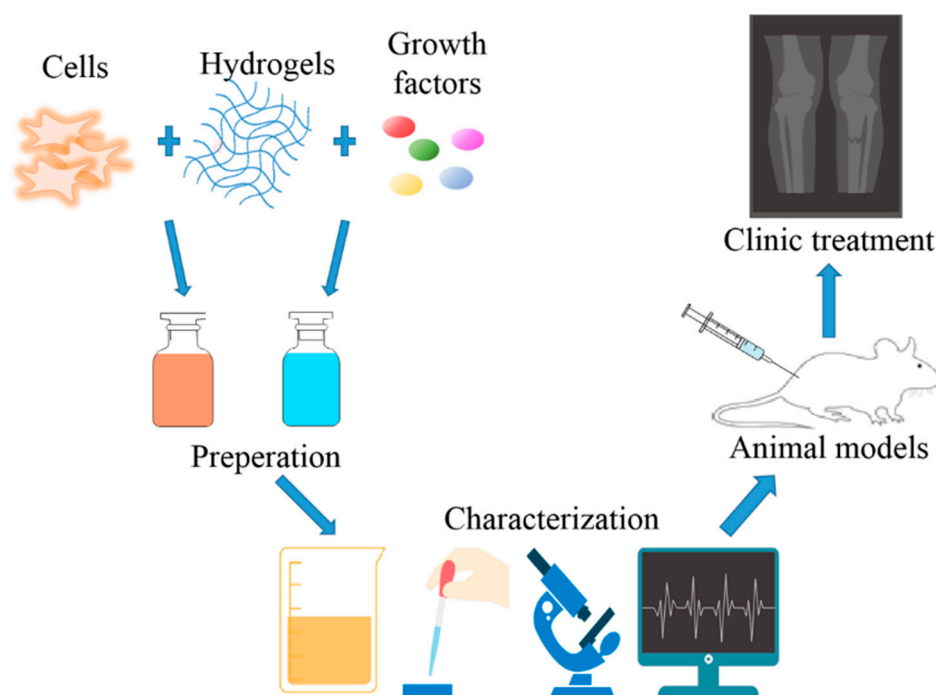 Cells
Hydrogels
Growth
factors
Preperation
Characterization
Animal models
Clinic treatment